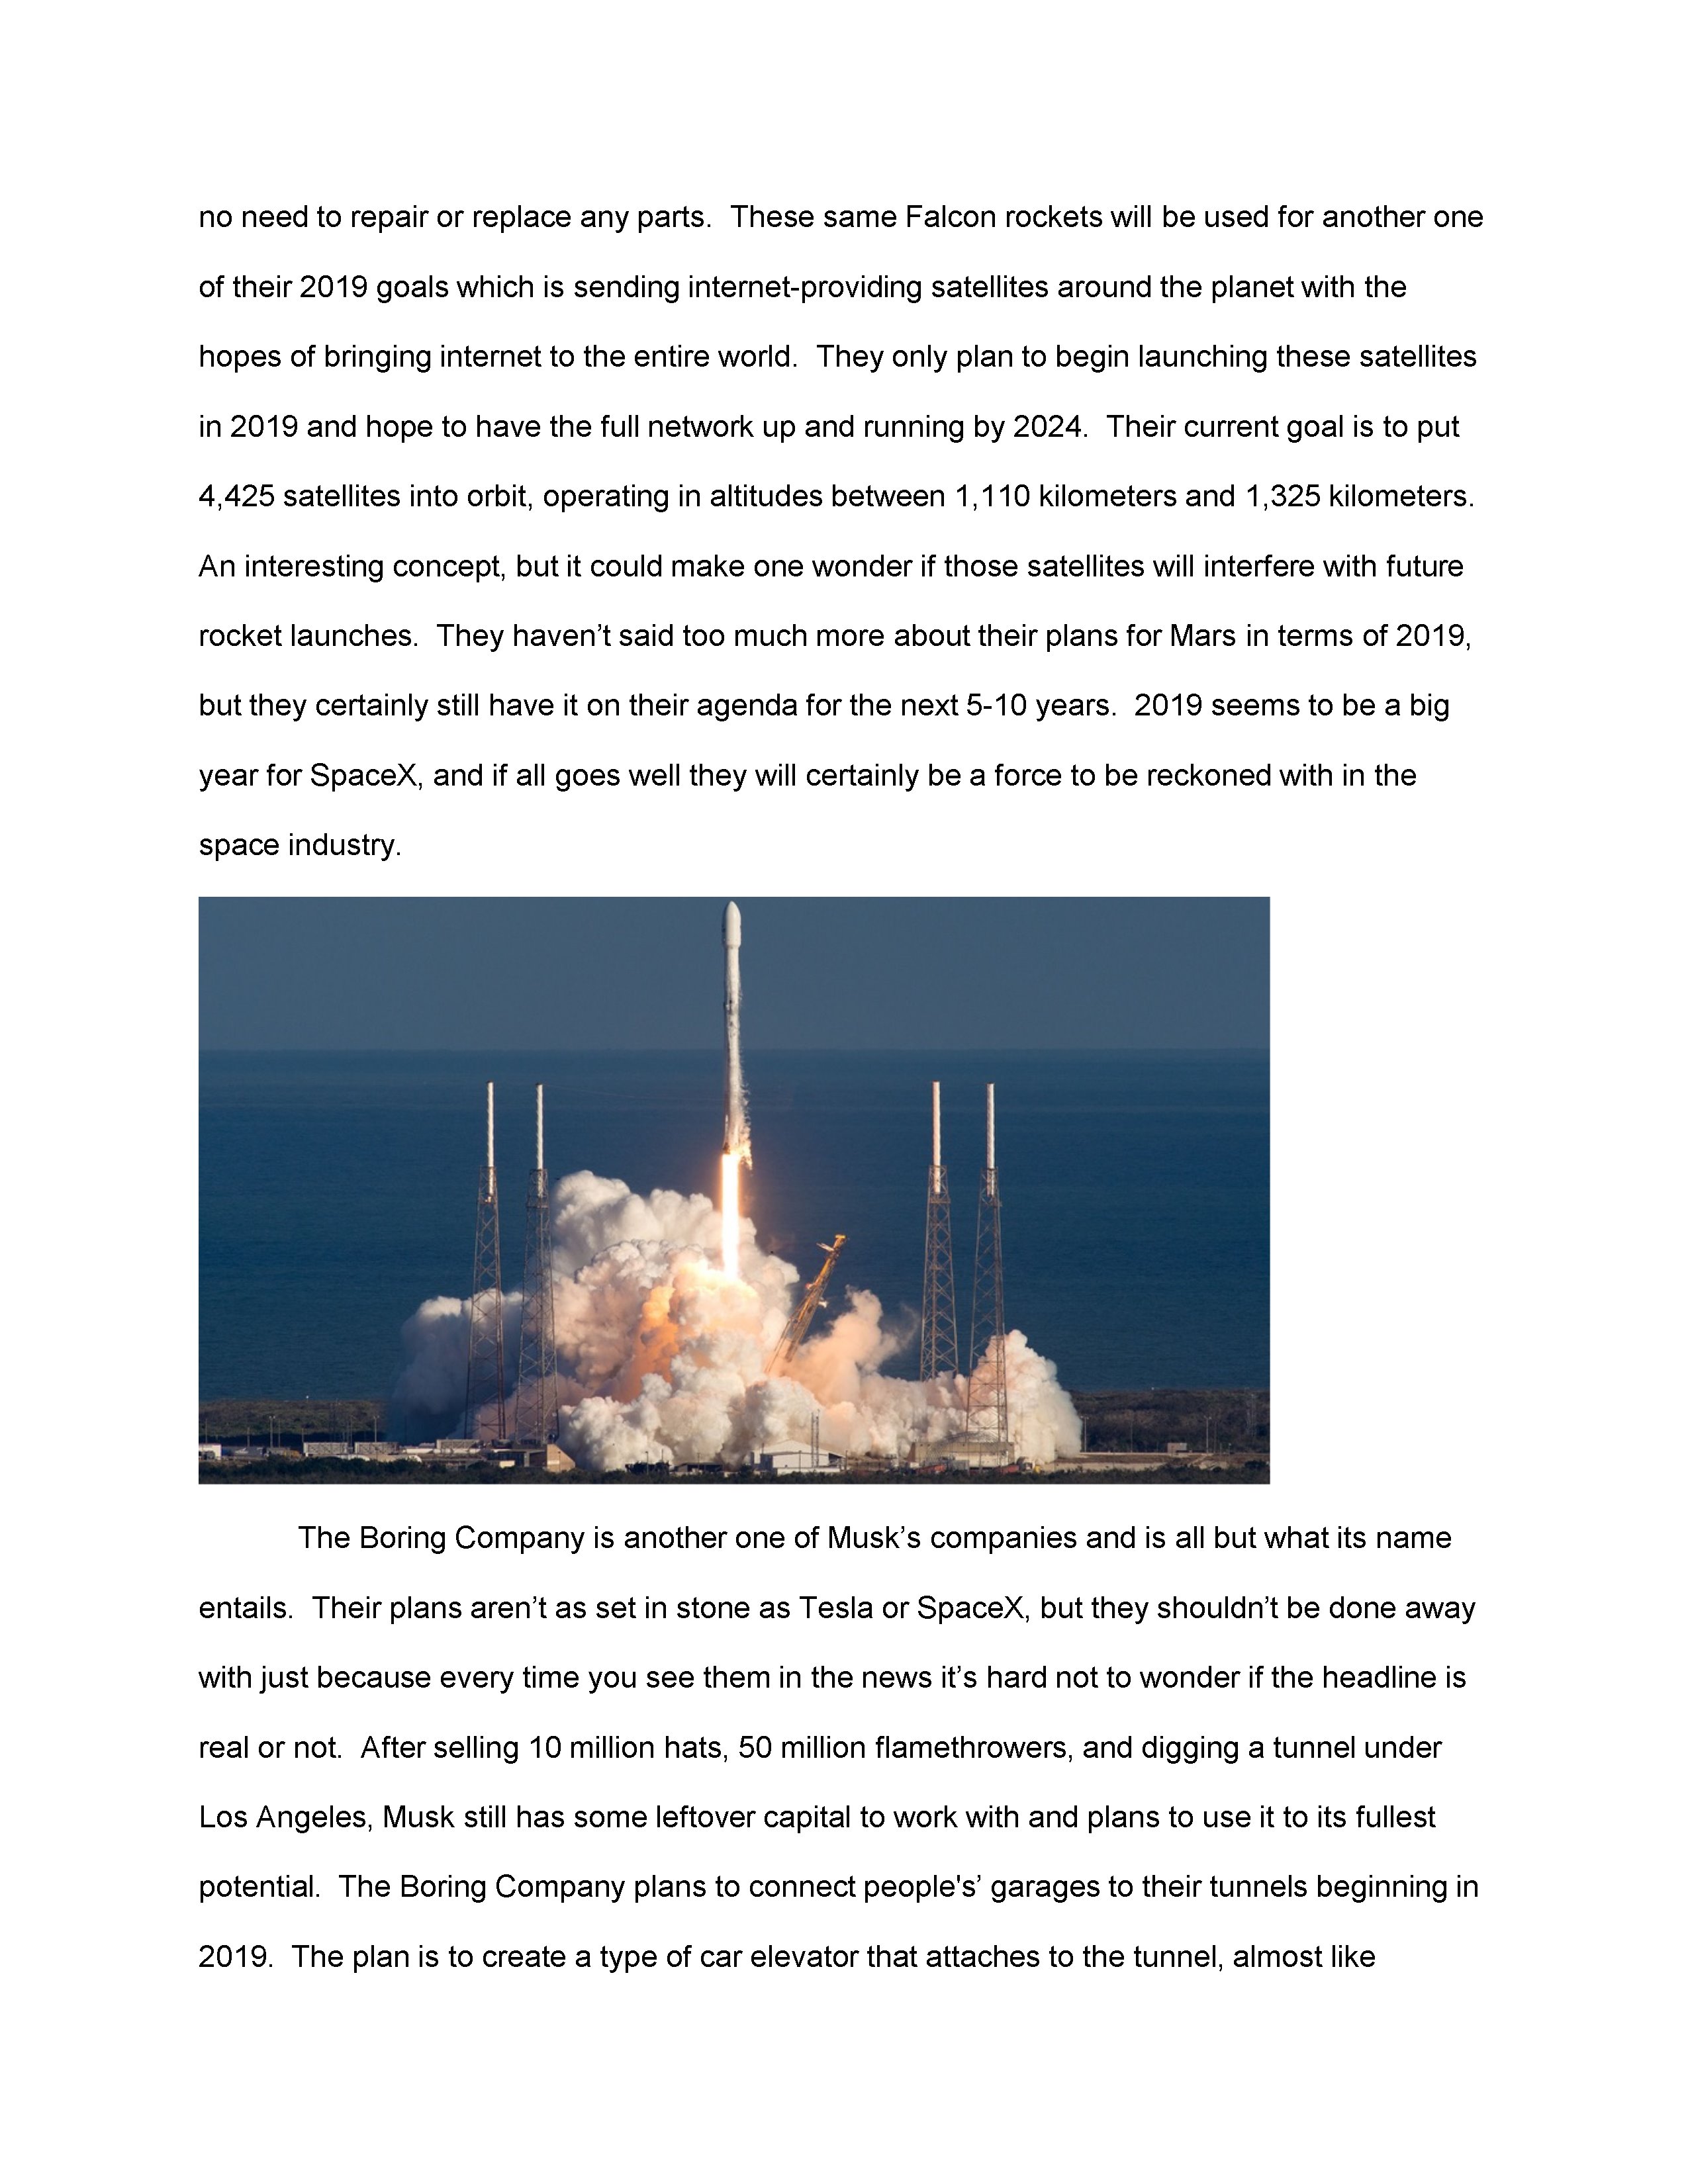 no need to repair or replace any parts.  These same Falcon rockets will be used for another one
of their 2019 goals which is sending internet-providing satellites around the planet with the
hopes of bringing internet to the entire world.  They only plan to begin launching these satellites
in 2019 and hope to have the full network up and running by 2024.  Their current goal is to put
4,425 satellites into orbit, operating in altitudes between 1,110 kilometers and 1,325 kilometers.
An interesting concept, but it could make one wonder if those satellites will interfere with future
rocket launches.  They haven’t said too much more about their plans for Mars in terms of 2019,
but they certainly still have it on their agenda for the next 5-10 years.  2019 seems to be a big
year for SpaceX, and if all goes well they will certainly be a force to be reckoned with in the
space industry.
The Boring Company is another one of Musk’s companies and is all but what its name
entails.  Their plans aren’t as set in stone as Tesla or SpaceX, but they shouldn’t be done away
with just because every time you see them in the news it’s hard not to wonder if the headline is
real or not.  After selling 10 million hats, 50 million flamethrowers, and digging a tunnel under
Los Angeles, Musk still has some leftover capital to work with and plans to use it to its fullest
potential.  The Boring Company plans to connect people's’ garages to their tunnels beginning in
2019.  The plan is to create a type of car elevator that attaches to the tunnel, almost like